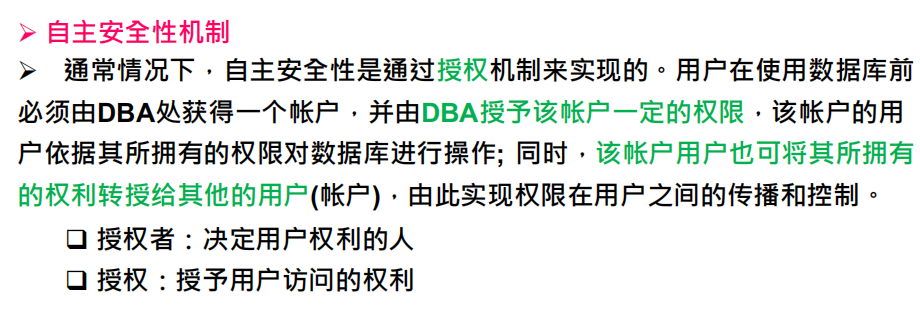 ➢ 自主安全性机制
➢ 通常情况下，自主安全性是通过授权机制来实现的。用户在使用数据库前
必须由DBA处获得一个帐户，并由DBA授予该帐户一定的权限，该帐户的用
户依据其所拥有的权限对数据库进行操作; 同时，该帐户用户也可将其所拥有
的权利转授给其他的用户(帐户)，由此实现权限在用户之间的传播和控制。
❑ 授权者：决定用户权利的人
❑ 授权：授予用户访问的权利